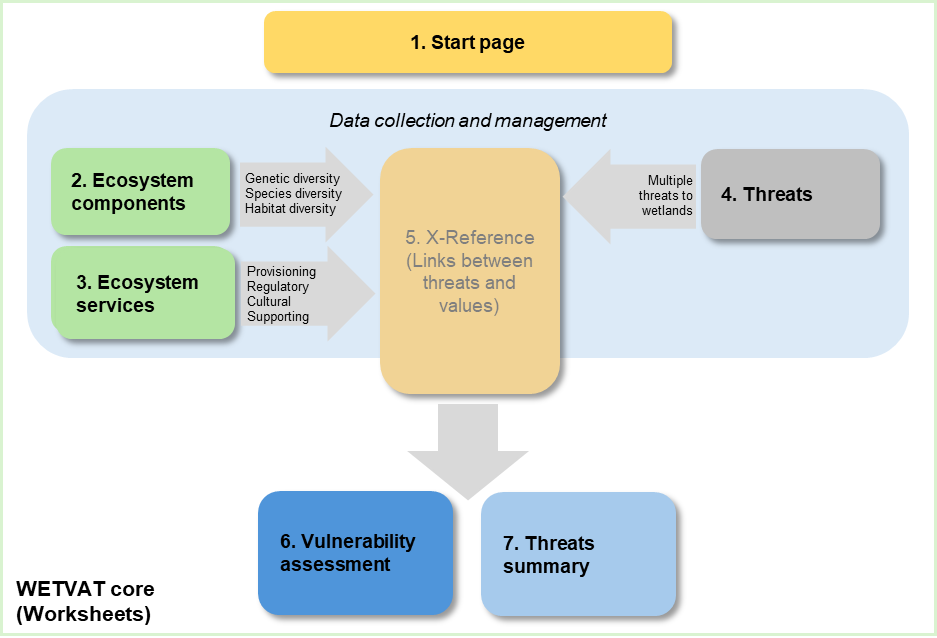 1. Start page
Data collection and management
2. Ecosystem
components
Genetic diversity
Species diversity
Habitat diversity
3. Ecosystem
services
Provisioning
Regulatory
Cultural
Supporting
5. X-Reference
(Links between
threats and
values)
Multiple
threats to
wetlands
4. Threats
6. Vulnerability
assessment
7. Threats
summary
WETVAT core
(Worksheets)